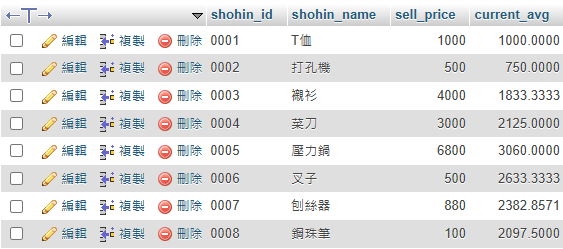 shohin_id shohin_name sell_price current_avg
編輯 複製 刪除 0001 T恤 1000 1000.0000
編輯 複製 刪除 0002 打孔機 500 750.0000
編輯 複製 刪除 0003 襯衫 4000 1833.3333
編輯 複製 刪除 0004 菜刀 3000 2125.0000
編輯 複製 刪除 0005 壓力鍋 6800 3060.0000
編輯 複製 刪除 0006 叉子 500 2633.3333
編輯 複製 刪除 0007 刨絲器 880 2382.8571
編輯 複製 刪除 0008 鋼珠筆 100 2097.5000